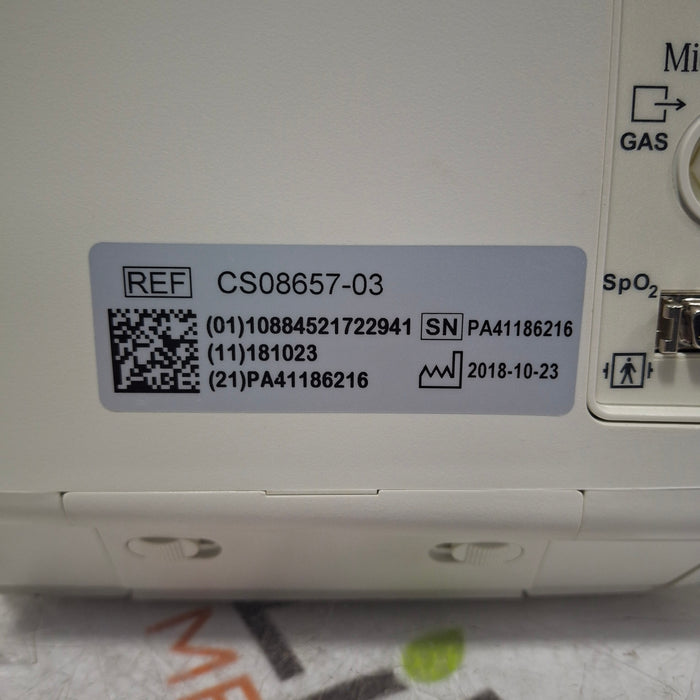 Mi
GAS
SpO2
REF CS08657-03
(01)10884521722941 SN PA41186216
(11)181023
(21)PA41186216 2018-10-23